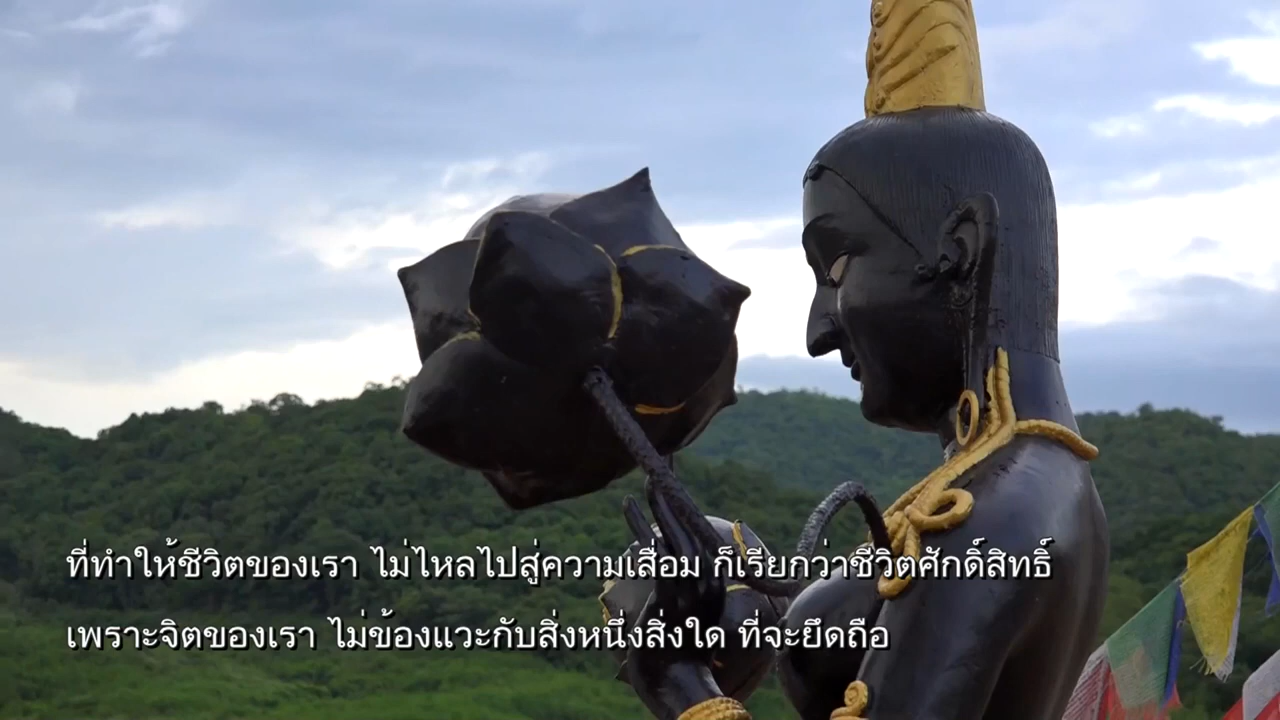 ที่ทำให้ชีวิตของเรา ไม่ไหลไปสู่ความเสื่อม ก็เรียกว่าชีวิตศักดิ์สิทธิ์
เพราะจิตของเรา ไม่ข้องแวะกับสิ่งหนึ่งสิ่งใด ที่จะยึดถือ